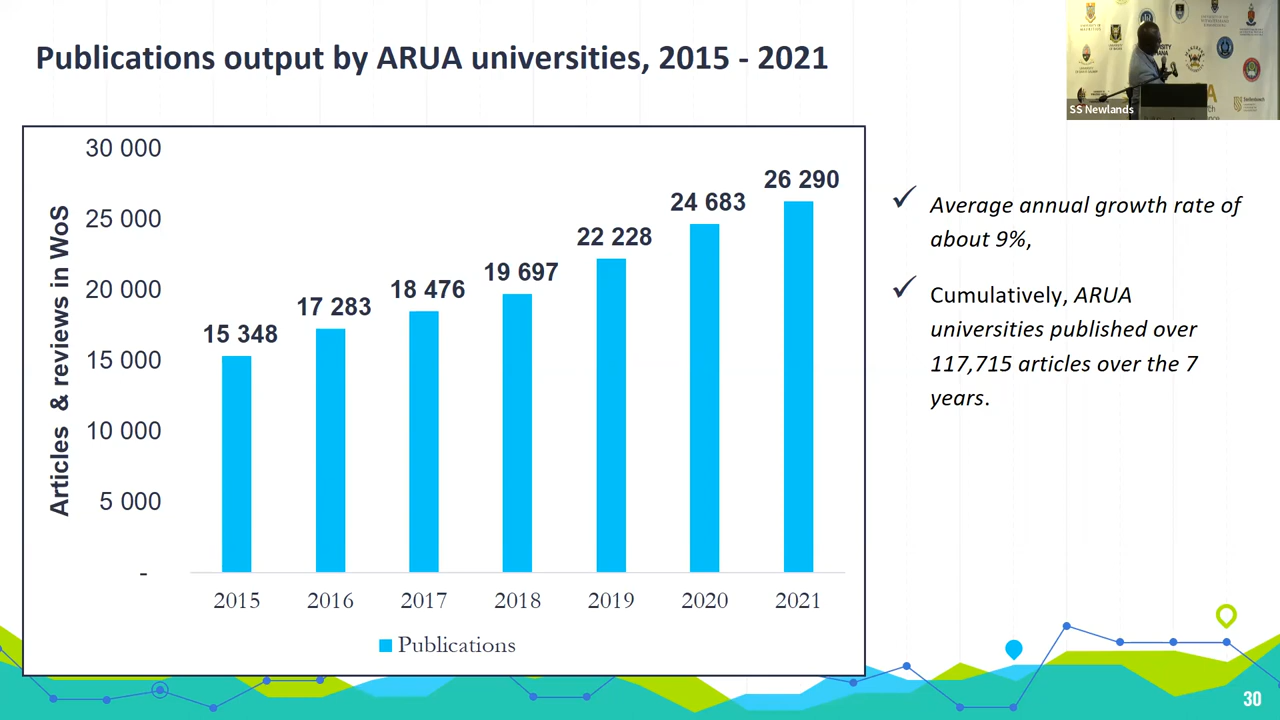 Publications output by ARUA universities, 2015 - 2021
SS Newlands
Articles & reviews in WoS
30 000
25 000
20 000
15 000
10 000
5 000
-
15 348
17 283
18 476
19 697
22 228
24 683
26 290
2015
2016
2017
2018
2019
2020
2021
Publications
✓ Average annual growth rate of
about 9%,
✓ Cumulatively, ARUA
universities published over
117,715 articles over the 7
years.
30